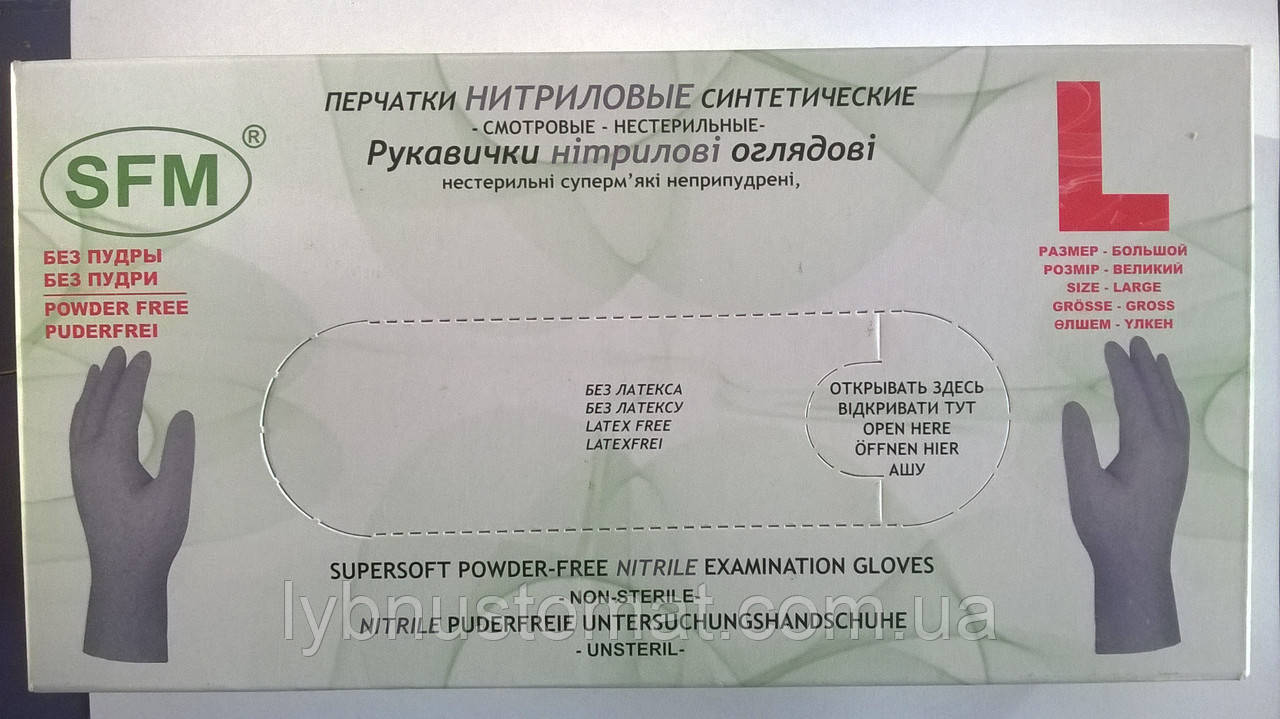 ПЕРЧАТКИ НИТРИЛОВЫЕ СИНТЕТИЧЕСКИЕ
- СМОТРОВЫЕ - НЕСТЕРИЛЬНЫЕ-
Рукавички нітрилові оглядові
нестерильні суперм'які неприпудрені,
SFM®
БЕЗ ПУДРЫ
БЕЗ ПУДРИ
POWDER FREE
PUDERFREI
L
РАЗМЕР - БОЛЬШОЙ
РОЗМІР - ВЕЛИКИЙ
SIZE - LARGE
GRÖSSE - GROSS
ӨЛШЕМ - ҮЛКЕН
БЕЗ ЛАТЕКСА
БЕЗ ЛАТЕКСУ
LATEX FREE
LATEXFREI
ОТКРЫВАТЬ ЗДЕСЬ
ВІДКРИВАТИ ТУТ
OPEN HERE
ÖFFNEN HIER
АШУ
SUPERSOFT POWDER-FREE NITRILE EXAMINATION GLOVES
- NON-STERILE-
NITRILE PUDERFREIE UNTERSUCHUNGSHANDSCHUHE
- UNSTERIL-
lybnustomat.com.ua